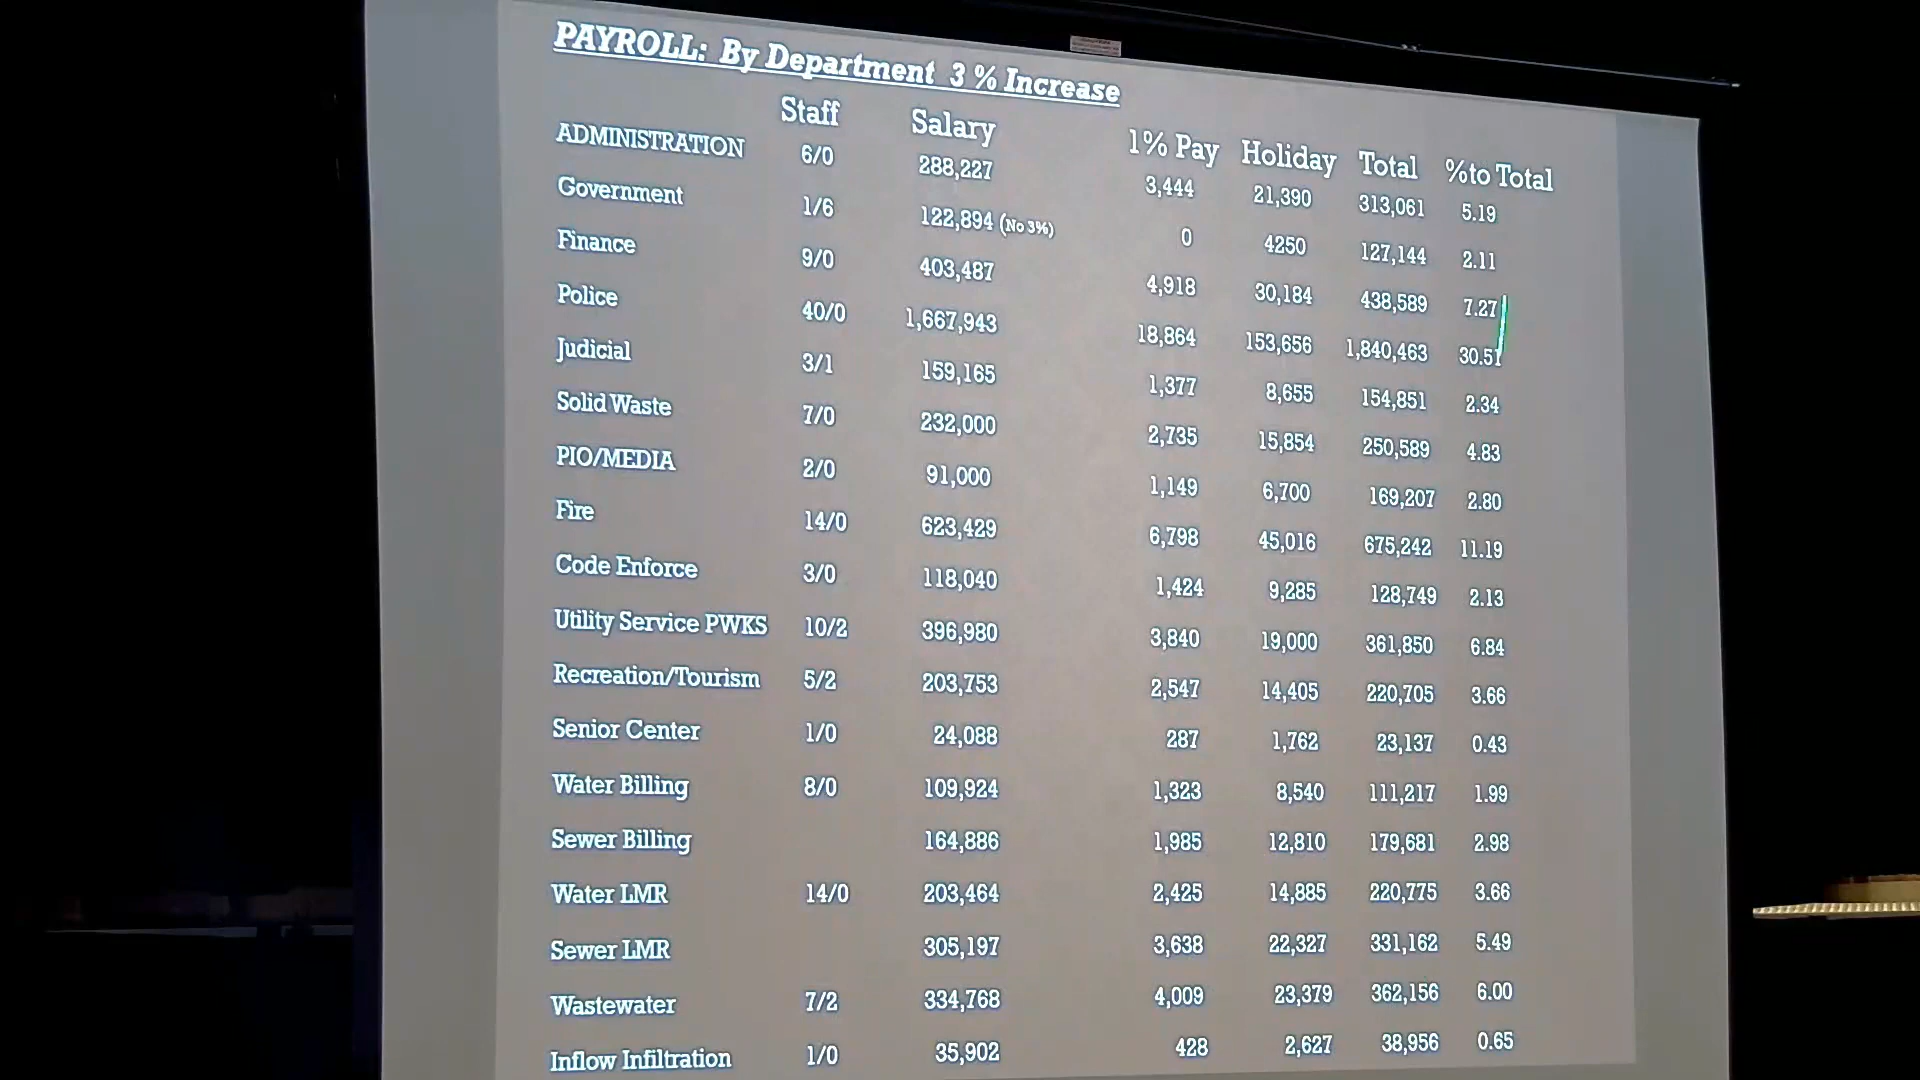 PAYROLL: By Department 3 % Increase
Staff Salary 1% Pay Holiday Total %to Total
ADMINISTRATION 6/0 288,227 3,444 21,390 313,061 5.19
Government 1/6 122,894 (No 3%) 0 4250 127,144 2.11
Finance 9/0 403,487 4,918 30,184 438,589 7.27
Police 40/0 1,667,943 18,864 153,656 1,840,463 30.51
Judicial 3/1 159,165 1,377 8,655 154,851 2.34
Solid Waste 7/0 232,000 2,735 15,854 250,589 4.83
PIO/MEDIA 2/0 91,000 1,149 6,700 169,207 2.80
Fire 14/0 623,429 6,798 45,016 675,242 11.19
Code Enforce 3/0 118,040 1,424 9,285 128,749 2.13
Utility Service PWKS 10/2 396,980 3,840 19,000 361,850 6.84
Recreation/Tourism 5/2 203,753 2,547 14,405 220,705 3.66
Senior Center 1/0 24,088 287 1,762 23,137 0.43
Water Billing 8/0 109,924 1,323 8,540 111,217 1.99
Sewer Billing 164,886 1,985 12,810 179,681 2.98
Water LMR 14/0 203,464 2,425 14,885 220,775 3.66
Sewer LMR 305,197 3,638 22,327 331,162 5.49
Wastewater 7/2 334,768 4,009 23,379 362,156 6.00
Inflow Infiltration 1/0 35,902 428 2,627 38,956 0.65